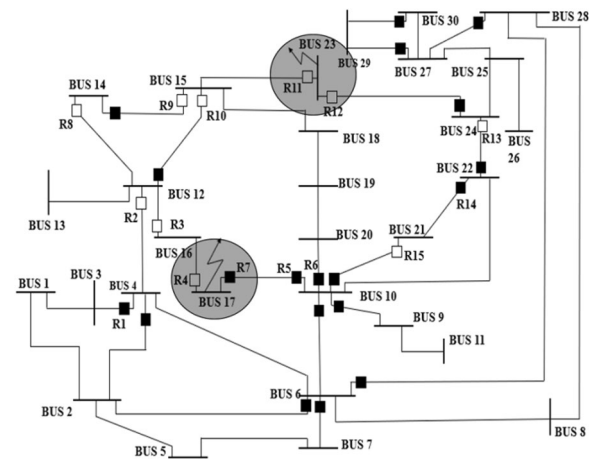 BUS 30
BUS 28
BUS 23
BUS 29
BUS 27
BUS 25
BUS 15
BUS 14
R11
R9
R10
R12
R8
BUS 24
R13
BUS 18
BUS
26
BUS 22
R14
BUS 12
BUS 19
R2
R3
BUS 13
BUS 21
BUS 20
BUS 16
R15
R7
R5
R6
R4
BUS 3
BUS 1
BUS 4
BUS 17
BUS 10
R1
BUS 9
BUS 11
BUS 6
BUS 2
BUS 8
BUS 5
BUS 7